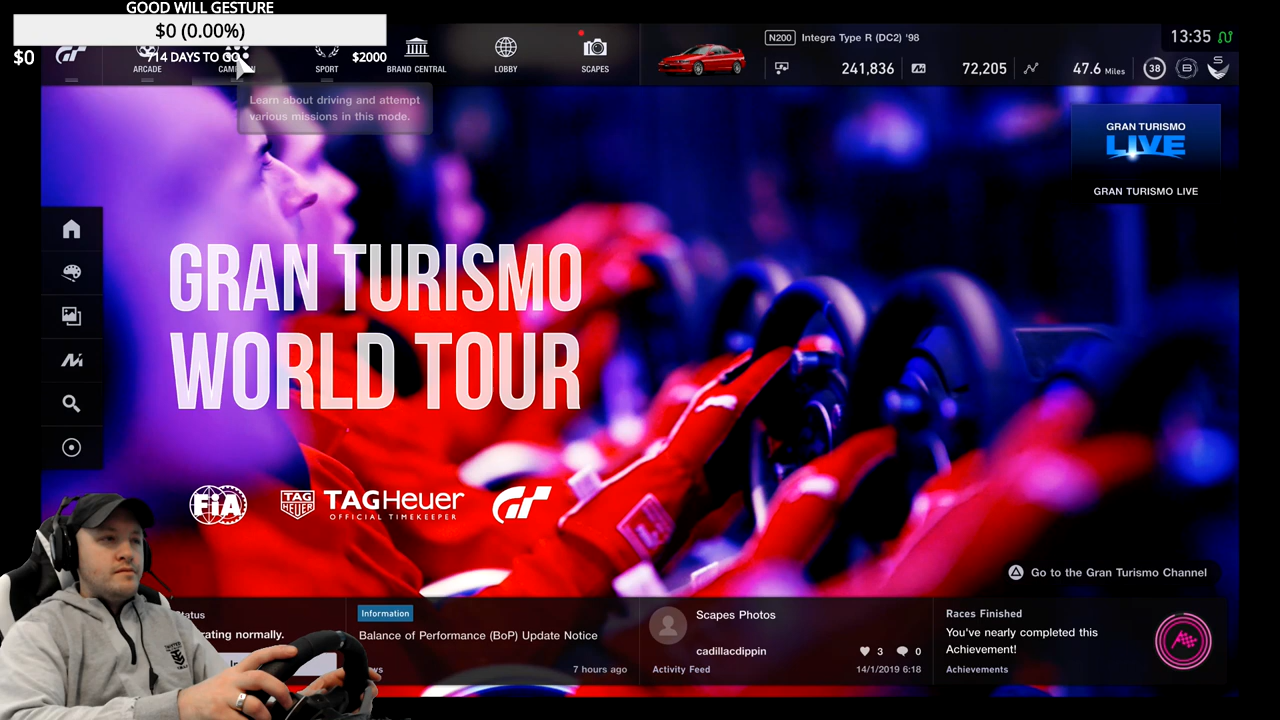 GOOD WILL GESTURE
$0 (0.00%)
$0
714 DAYS TO GO
$2000
ARCADE
SPORT
BRAND CENTRAL
LOBBY
SCAPES
N200 Integra Type R (DC2) '98
241,836
72,205
47.6 Miles
38
B
S
13:35
Learn about driving and attempt
various missions in this mode.
GRAN TURISMO
LIVE
GRAN TURISMO LIVE
GRAN TURISMO
WORLD TOUR
FiA
TAG
HEUER
TAGHeuer
OFFICIAL TIMEKEEPER
GT
Go to the Gran Turismo Channel
Information
Balance of Performance (BoP) Update Notice
7 hours ago
Scapes Photos
cadillacdippin
3
0
Activity Feed
14/1/2019 6:18
Races Finished
You've nearly completed this
Achievement!
Achievements